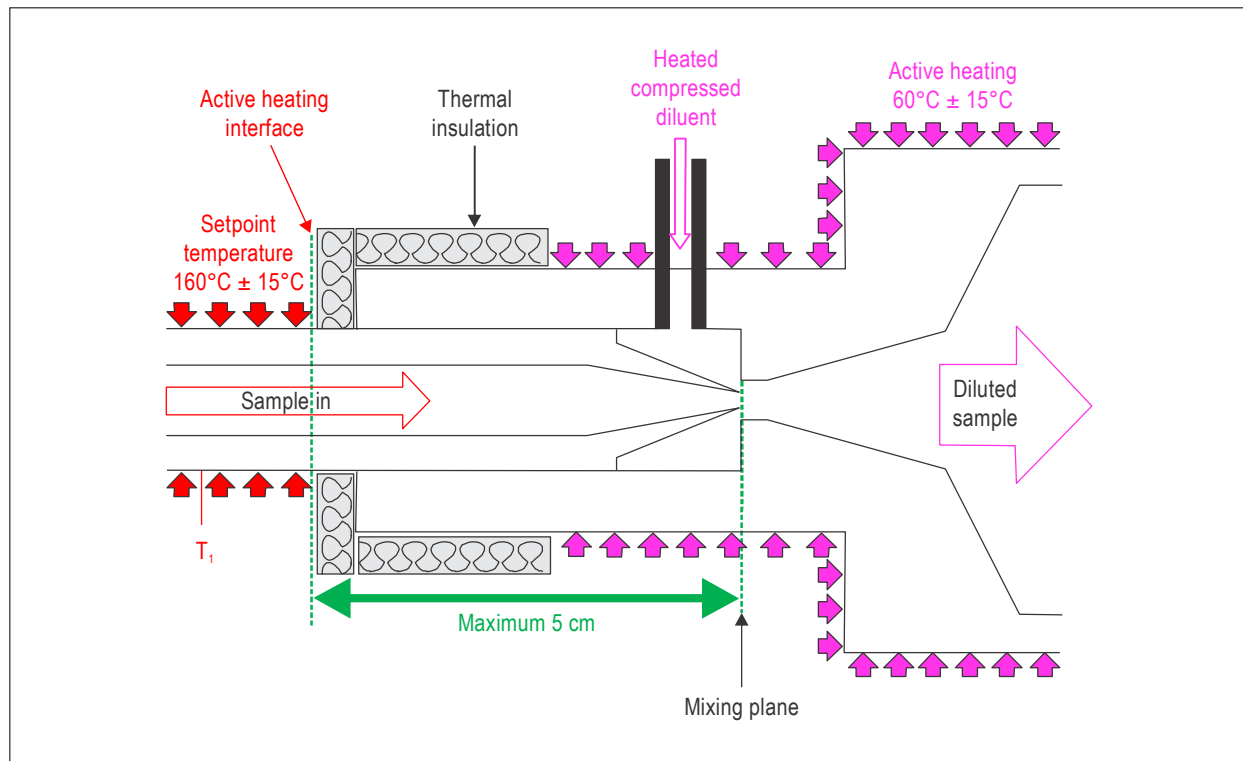 Heated
compressed
diluent
Active heating
60°C ± 15°C
Active heating
interface
Thermal
insulation
Setpoint
temperature
160°C ± 15°C
Sample in
Diluted
sample
T₁
Maximum 5 cm
Mixing plane